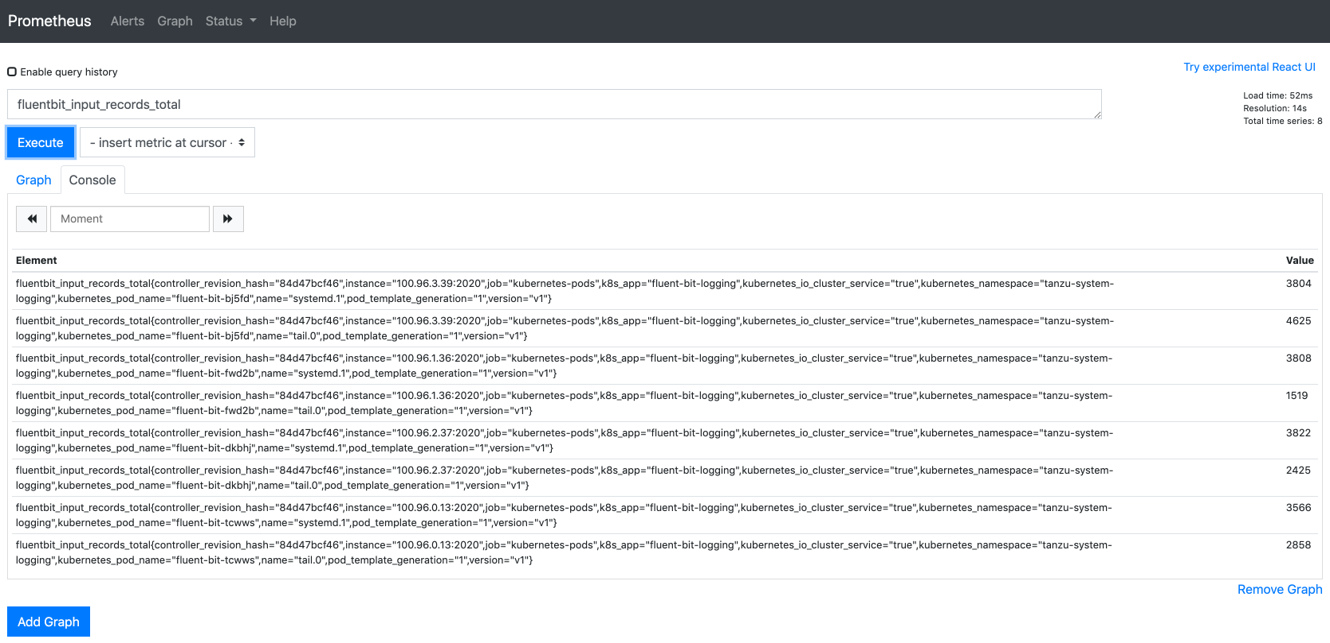 Prometheus Alerts Graph Status Help
Enable query history
Try experimental React UI
fluentbit_input_records_total
Load time: 52ms
Resolution: 14s
Total time series: 8
Execute
- insert metric at cursor -
Graph Console
Moment
Element Value
fluentbit_input_records_total{controller_revision_hash="84d47bcf46",instance="100.96.3.39:2020",job="kubernetes-pods",k8s_app="fluent-bit-logging",kubernetes_io_cluster_service="true",kubernetes_namespace="tanzu-system- 3804
logging",kubernetes_pod_name="fluent-bit-bj5fd",name="systemd.1",pod_template_generation="1",version="v1"}
fluentbit_input_records_total{controller_revision_hash="84d47bcf46",instance="100.96.3.39:2020",job="kubernetes-pods",k8s_app="fluent-bit-logging",kubernetes_io_cluster_service="true",kubernetes_namespace="tanzu-system- 4625
logging",kubernetes_pod_name="fluent-bit-bj5fd",name="tail.0",pod_template_generation="1",version="v1"}
fluentbit_input_records_total{controller_revision_hash="84d47bcf46",instance="100.96.1.36:2020",job="kubernetes-pods",k8s_app="fluent-bit-logging",kubernetes_io_cluster_service="true",kubernetes_namespace="tanzu-system- 3808
logging",kubernetes_pod_name="fluent-bit-fwd2b",name="systemd.1",pod_template_generation="1",version="v1"}
fluentbit_input_records_total{controller_revision_hash="84d47bcf46",instance="100.96.1.36:2020",job="kubernetes-pods",k8s_app="fluent-bit-logging",kubernetes_io_cluster_service="true",kubernetes_namespace="tanzu-system- 1519
logging",kubernetes_pod_name="fluent-bit-fwd2b",name="tail.0",pod_template_generation="1",version="v1"}
fluentbit_input_records_total{controller_revision_hash="84d47bcf46",instance="100.96.2.37:2020",job="kubernetes-pods",k8s_app="fluent-bit-logging",kubernetes_io_cluster_service="true",kubernetes_namespace="tanzu-system- 3822
logging",kubernetes_pod_name="fluent-bit-dkbhj",name="systemd.1",pod_template_generation="1",version="v1"}
fluentbit_input_records_total{controller_revision_hash="84d47bcf46",instance="100.96.2.37:2020",job="kubernetes-pods",k8s_app="fluent-bit-logging",kubernetes_io_cluster_service="true",kubernetes_namespace="tanzu-system- 2425
logging",kubernetes_pod_name="fluent-bit-dkbhj",name="tail.0",pod_template_generation="1",version="v1"}
fluentbit_input_records_total{controller_revision_hash="84d47bcf46",instance="100.96.0.13:2020",job="kubernetes-pods",k8s_app="fluent-bit-logging",kubernetes_io_cluster_service="true",kubernetes_namespace="tanzu-system- 3566
logging",kubernetes_pod_name="fluent-bit-tcwws",name="systemd.1",pod_template_generation="1",version="v1"}
fluentbit_input_records_total{controller_revision_hash="84d47bcf46",instance="100.96.0.13:2020",job="kubernetes-pods",k8s_app="fluent-bit-logging",kubernetes_io_cluster_service="true",kubernetes_namespace="tanzu-system- 2858
logging",kubernetes_pod_name="fluent-bit-tcwws",name="tail.0",pod_template_generation="1",version="v1"}
Remove Graph
Add Graph